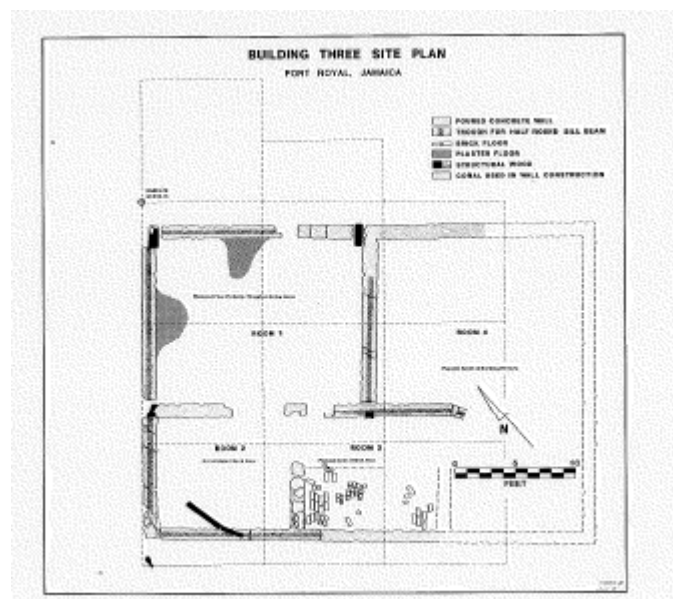 BUILDING THREE SITE PLAN
PORT ROYAL, JAMAICA
POURED CONCRETE WALL
TROUGH FOR HALF ROUND SILL BEAM
BRICK FLOOR
PLASTER FLOOR
STRUCTURAL WOOD
CORAL USED IN WALL CONSTRUCTION
ROOM 1
ROOM 4
N
ROOM 2
ROOM 3
0 5 10
FEET